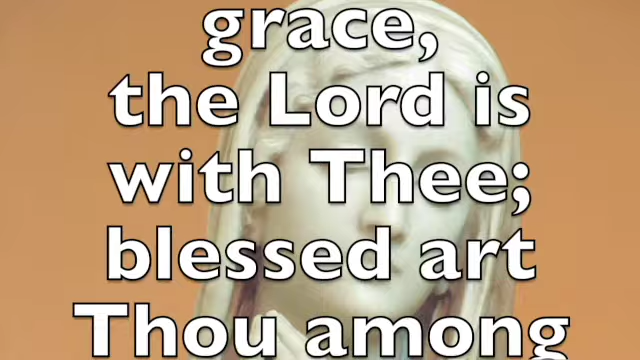 grace,
the Lord is
with Thee;
blessed art
Thou among